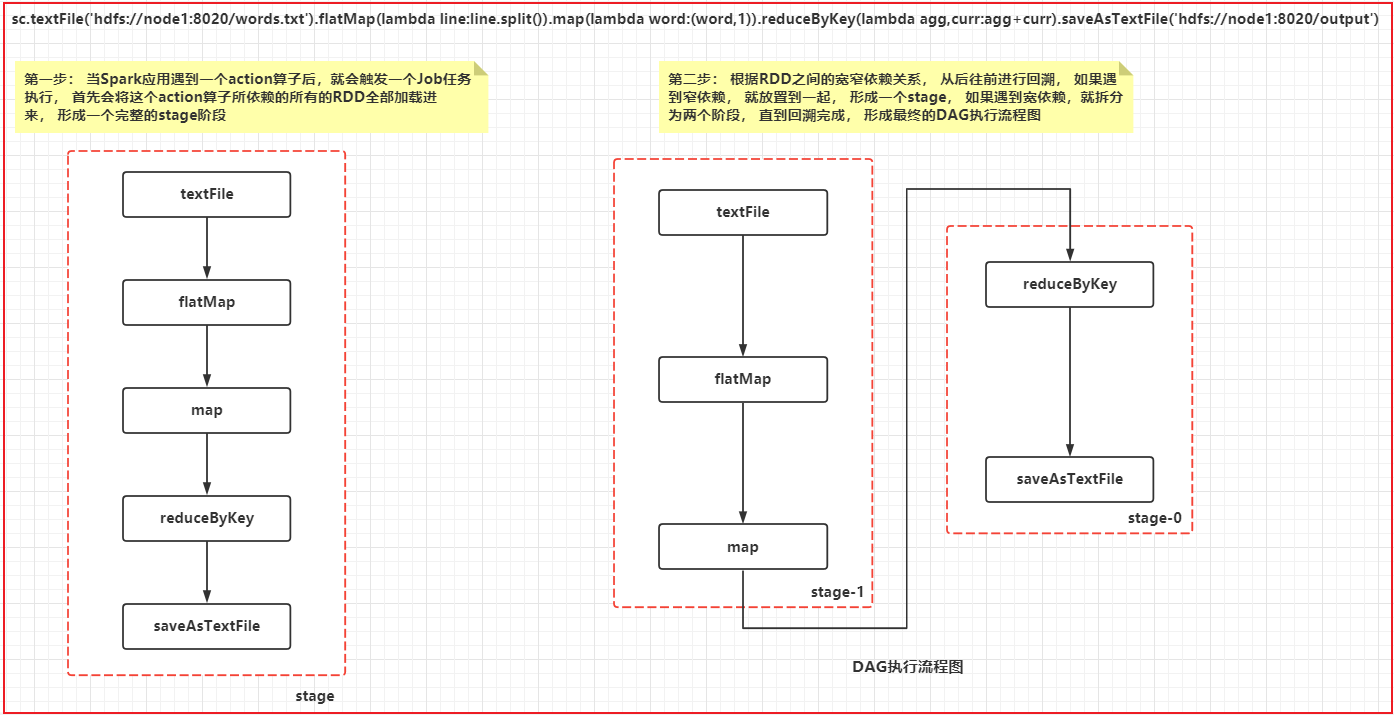 sc.textFile('hdfs://node1:8020/words.txt').flatMap(lambda line:line.split()).map(lambda word:(word,1)).reduceByKey(lambda agg,curr:agg+curr).saveAsTextFile('hdfs://node1:8020/output')
第一步： 当Spark应用遇到一个action算子后，就会触发一个Job任务
执行， 首先会将这个action算子所依赖的所有的RDD全部加载进
来， 形成一个完整的stage阶段
textFile
flatMap
map
reduceByKey
saveAsTextFile
stage
第二步： 根据RDD之间的宽窄依赖关系， 从后往前进行回溯， 如果遇
到窄依赖， 就放置到一起， 形成一个stage， 如果遇到宽依赖，就拆分
为两个阶段， 直到回溯完成， 形成最终的DAG执行流程图
textFile
flatMap
map
stage-1
reduceByKey
saveAsTextFile
stage-0
DAG执行流程图